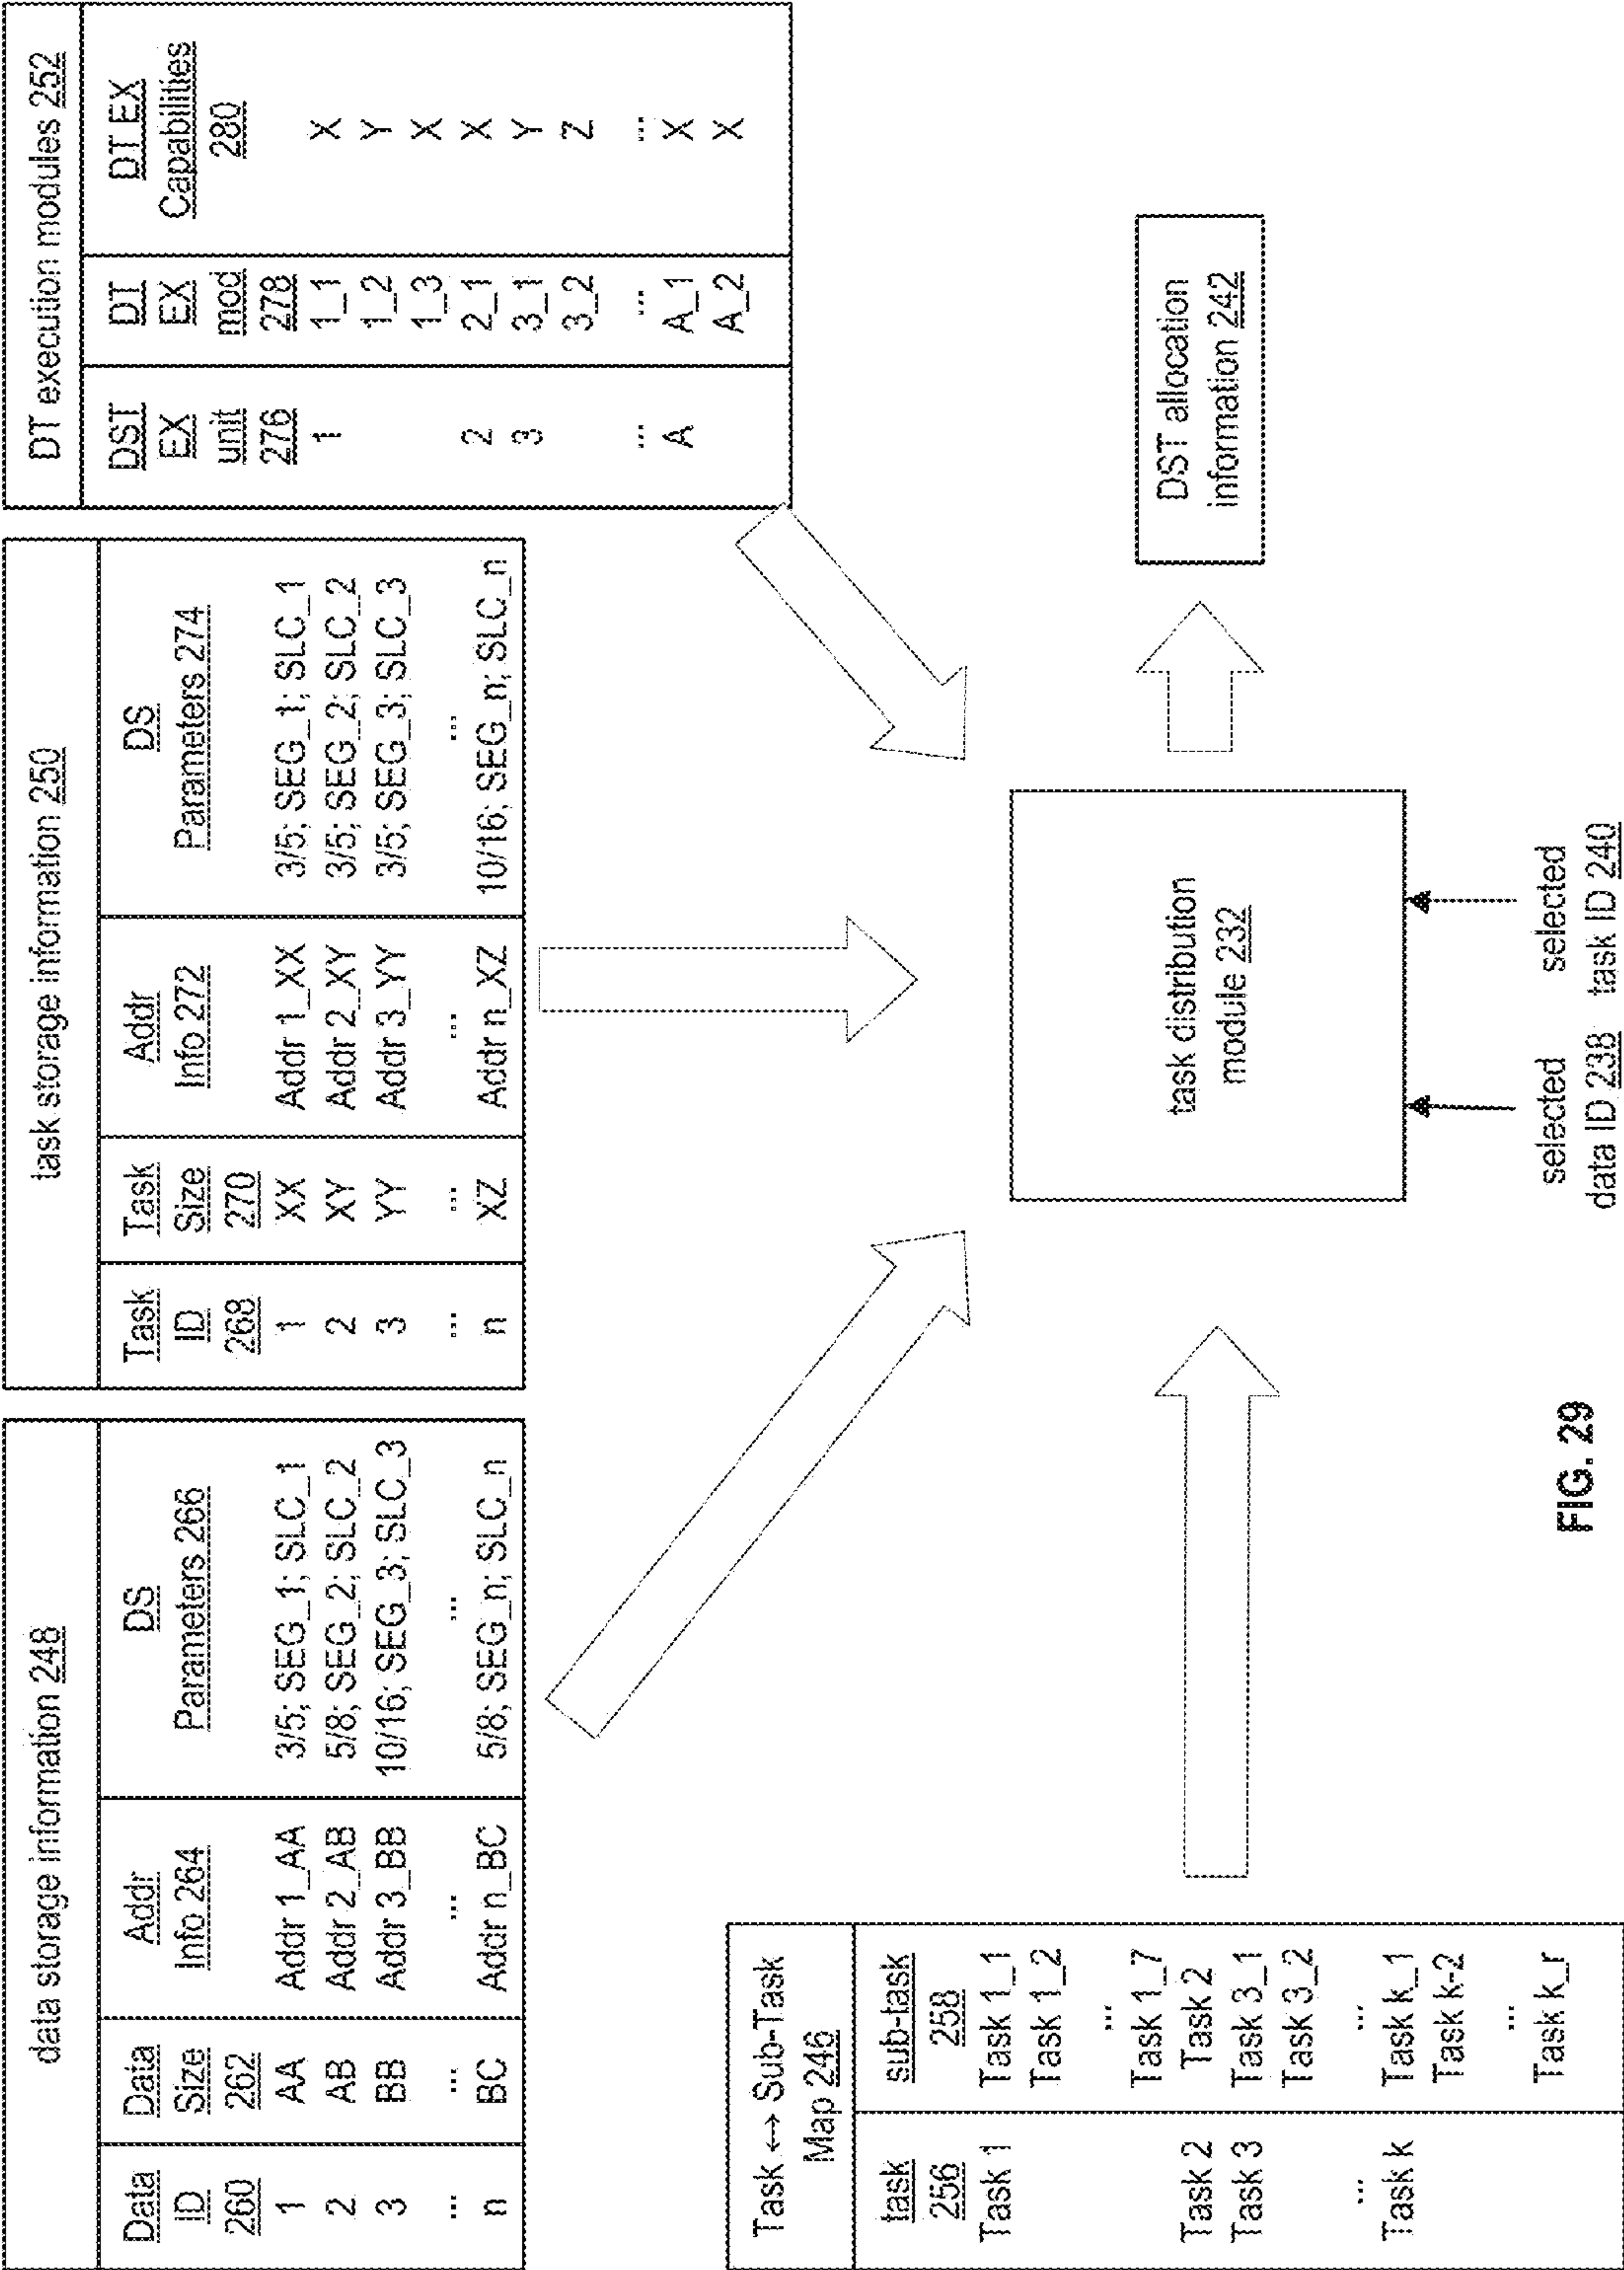 data storage information 248
Data ID 260 Data Size 262 Addr Info 264 DS Parameters 266
1 AA Addr 1_AA 3/5; SEG_1; SLC_1
2 AB Addr 2_AB 5/8; SEG_2; SLC_2
3 BB Addr 3_BB 10/16; SEG_3; SLC_3
... ... ... ...
n BC Addr n_BC 5/8; SEG_n; SLC_n
task storage information 250
Task ID 268 Task Size 270 Addr Info 272 DS Parameters 274
1 XX Addr 1_XX 3/5; SEG_1; SLC_1
2 XY Addr 2_XY 3/5; SEG_2; SLC_2
3 YY Addr 3_YY 3/5; SEG_3; SLC_3
... ... ... ...
n XZ Addr n_XZ 10/16; SEG_n; SLC_n
DT execution modules 252
DST EX unit 276 DT EX mod 278 DT EX Capabilities 280
1 1_1 X
1_2 Y
1_3 X
2 2_1 X
3 3_1 Y
3_2 Z
... ... ...
A A_1 X
A_2 X
Task ↔ Sub-Task
Map 246
task 256 sub-task 258
Task 1 Task 1_1
Task 1_2
...
Task 1_7
Task 2 Task 2
Task 3 Task 3_1
Task 3_2
... ...
Task k Task k_1
Task k-2
...
Task k_r
task distribution
module 232
DST allocation
information 242
selected
data ID 238
selected
task ID 240
FIG. 29